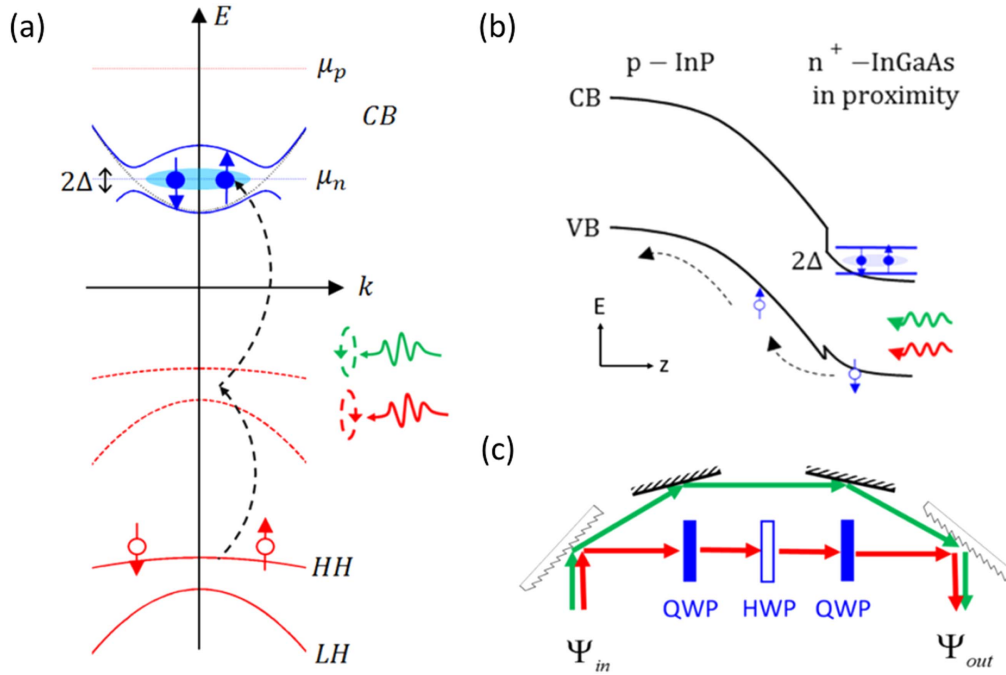 (a)
E
μp
CB
2Δ
μn
k
HH
LH
(b)
p – InP
n⁺ –InGaAs
in proximity
CB
VB
2Δ
E
z
(c)
QWP
HWP
QWP
Ψin
Ψout